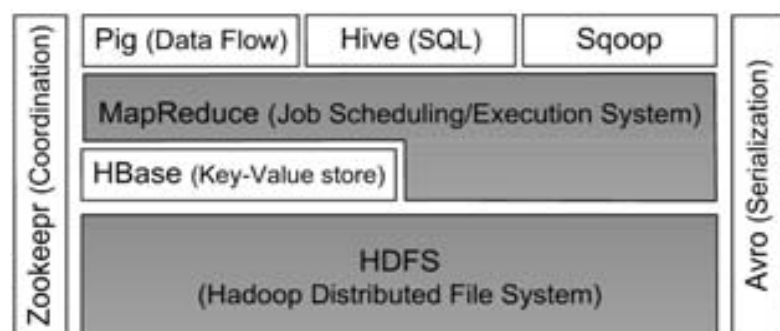 Zookeepr (Coordination)
Pig (Data Flow)
Hive (SQL)
Sqoop
MapReduce (Job Scheduling/Execution System)
HBase (Key-Value store)
HDFS
(Hadoop Distributed File System)
Avro (Serialization)